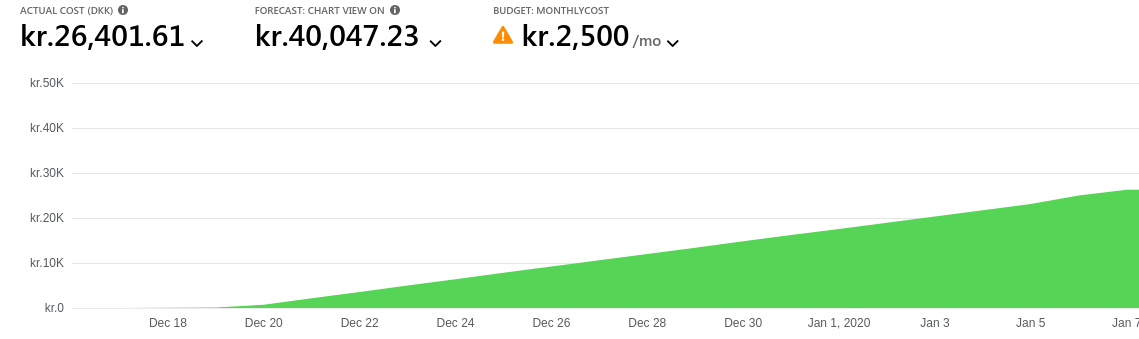 ACTUAL COST (DKK) FORECAST: CHART VIEW ON BUDGET: MONTHLYCOST
kr.26,401.61 kr.40,047.23 kr.2,500 /mo
kr.50K
kr.40K
kr.30K
kr.20K
kr.10K
kr.0
Dec 18 Dec 20 Dec 22 Dec 24 Dec 26 Dec 28 Dec 30 Jan 1, 2020 Jan 3 Jan 5 Jan 7